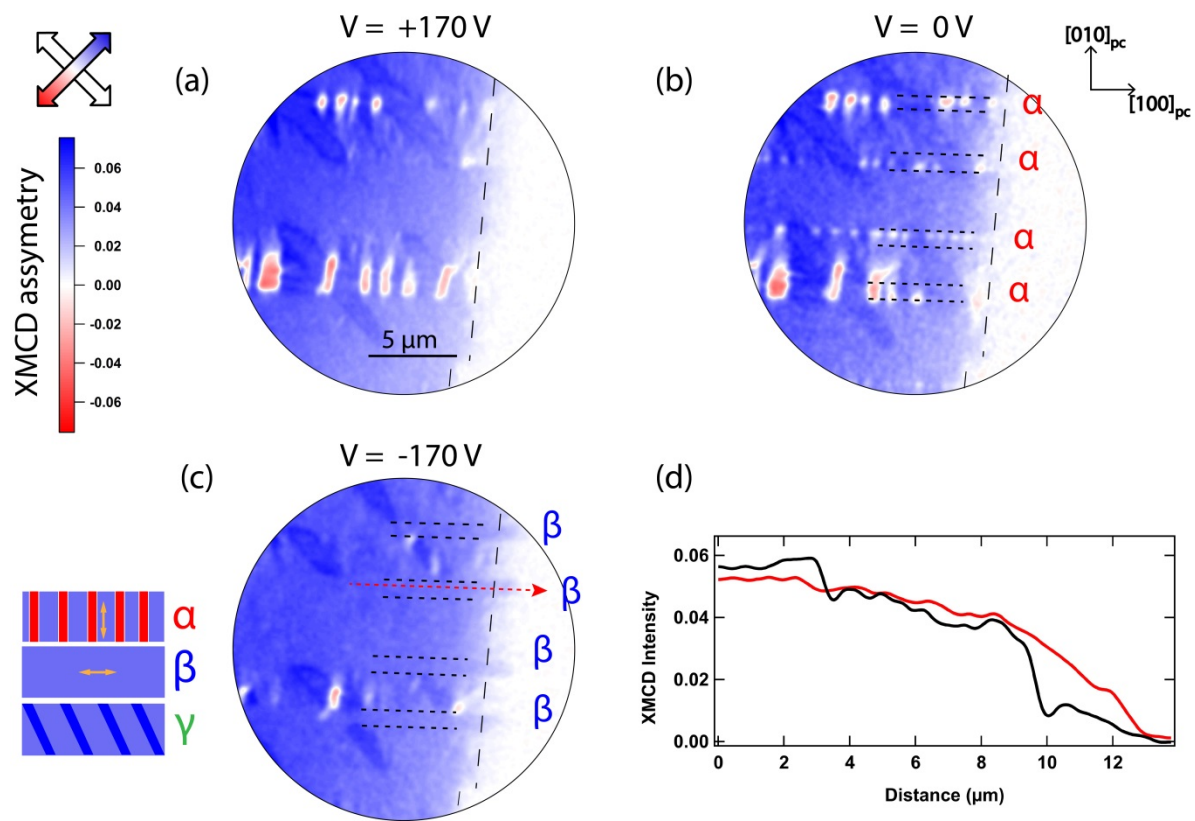 V = +170 V
V = 0 V
[010]pc
[100]pc
(a)
(b)
α
α
α
α
XMCD assymetry
0.06
0.04
0.02
0.00
-0.02
-0.04
-0.06
5 μm
V = -170 V
(c)
(d)
β
β
β
β
α
β
γ
XMCD Intensity
0.06
0.04
0.02
0.00
0
2
4
6
8
10
12
Distance (μm)